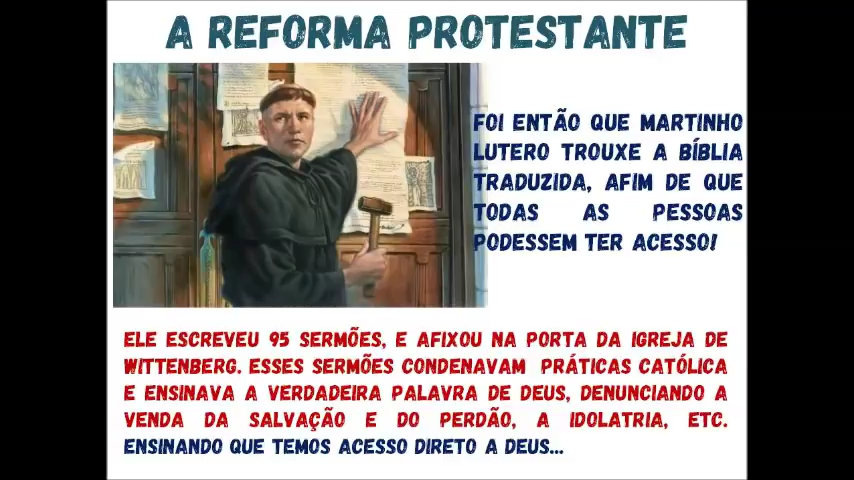 A REFORMA PROTESTANTE
FOI ENTÃO QUE MARTINHO
LUTERO TROUXE A BÍBLIA
TRADUZIDA, AFIM DE QUE
TODAS AS PESSOAS
PODESSEM TER ACESSO!
ELE ESCREVEU 95 SERMÕES, E AFIXOU NA PORTA DA IGREJA DE
WITTENBERG. ESSES SERMÕES CONDENAVAM PRÁTICAS CATÓLICA
E ENSINAVA A VERDADEIRA PALAVRA DE DEUS, DENUNCIANDO A
VENDA DA SALVAÇÃO E DO PERDÃO, A IDOLATRIA, ETC.
ENSINANDO QUE TEMOS ACESSO DIRETO A DEUS...